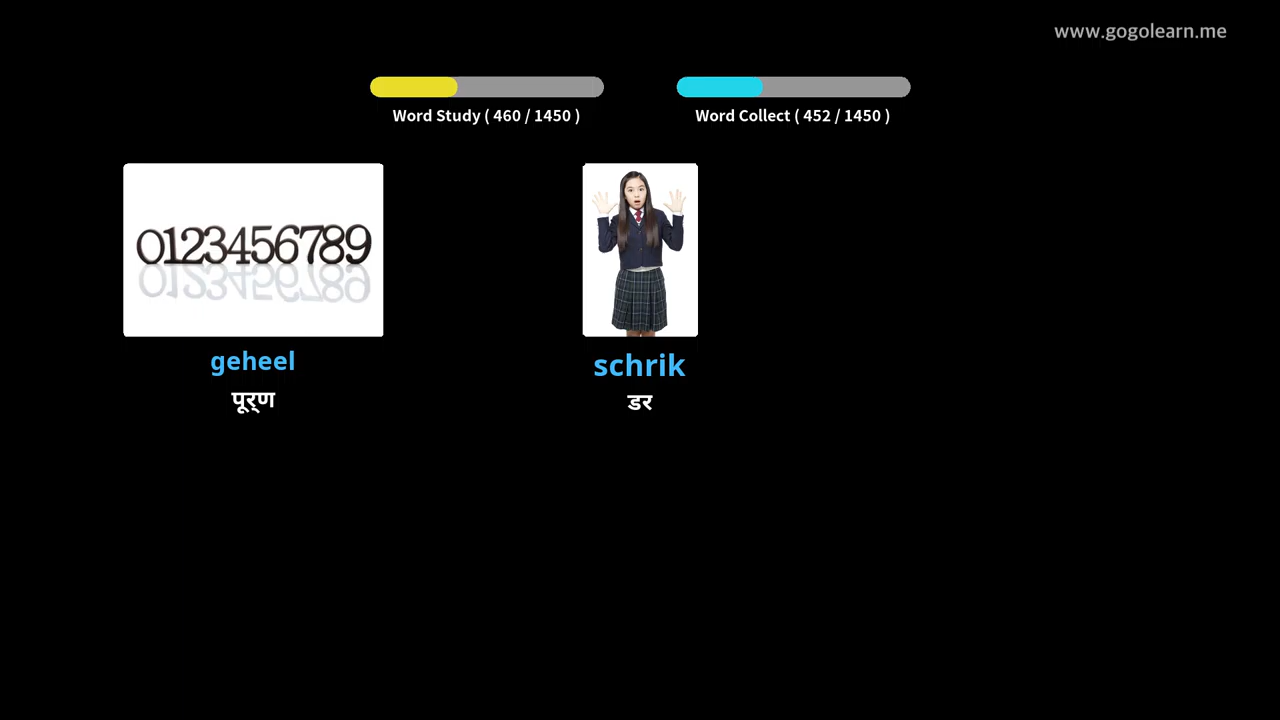 www.gogolearn.me
Word Study ( 460 / 1450 )
Word Collect ( 452 / 1450 )
0123456789
geheel
schrik
पूर्ण
डर